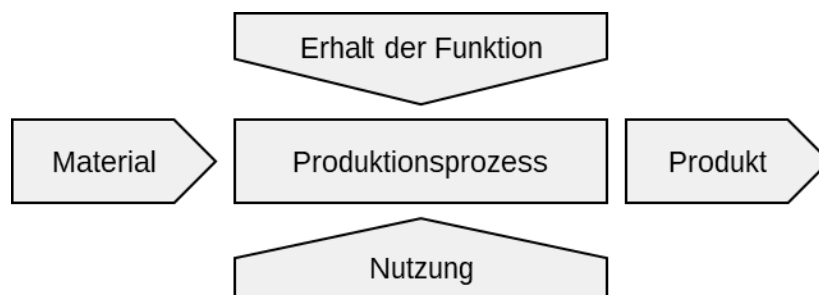 Erhalt der Funktion
Material
Produktionsprozess
Produkt
Nutzung